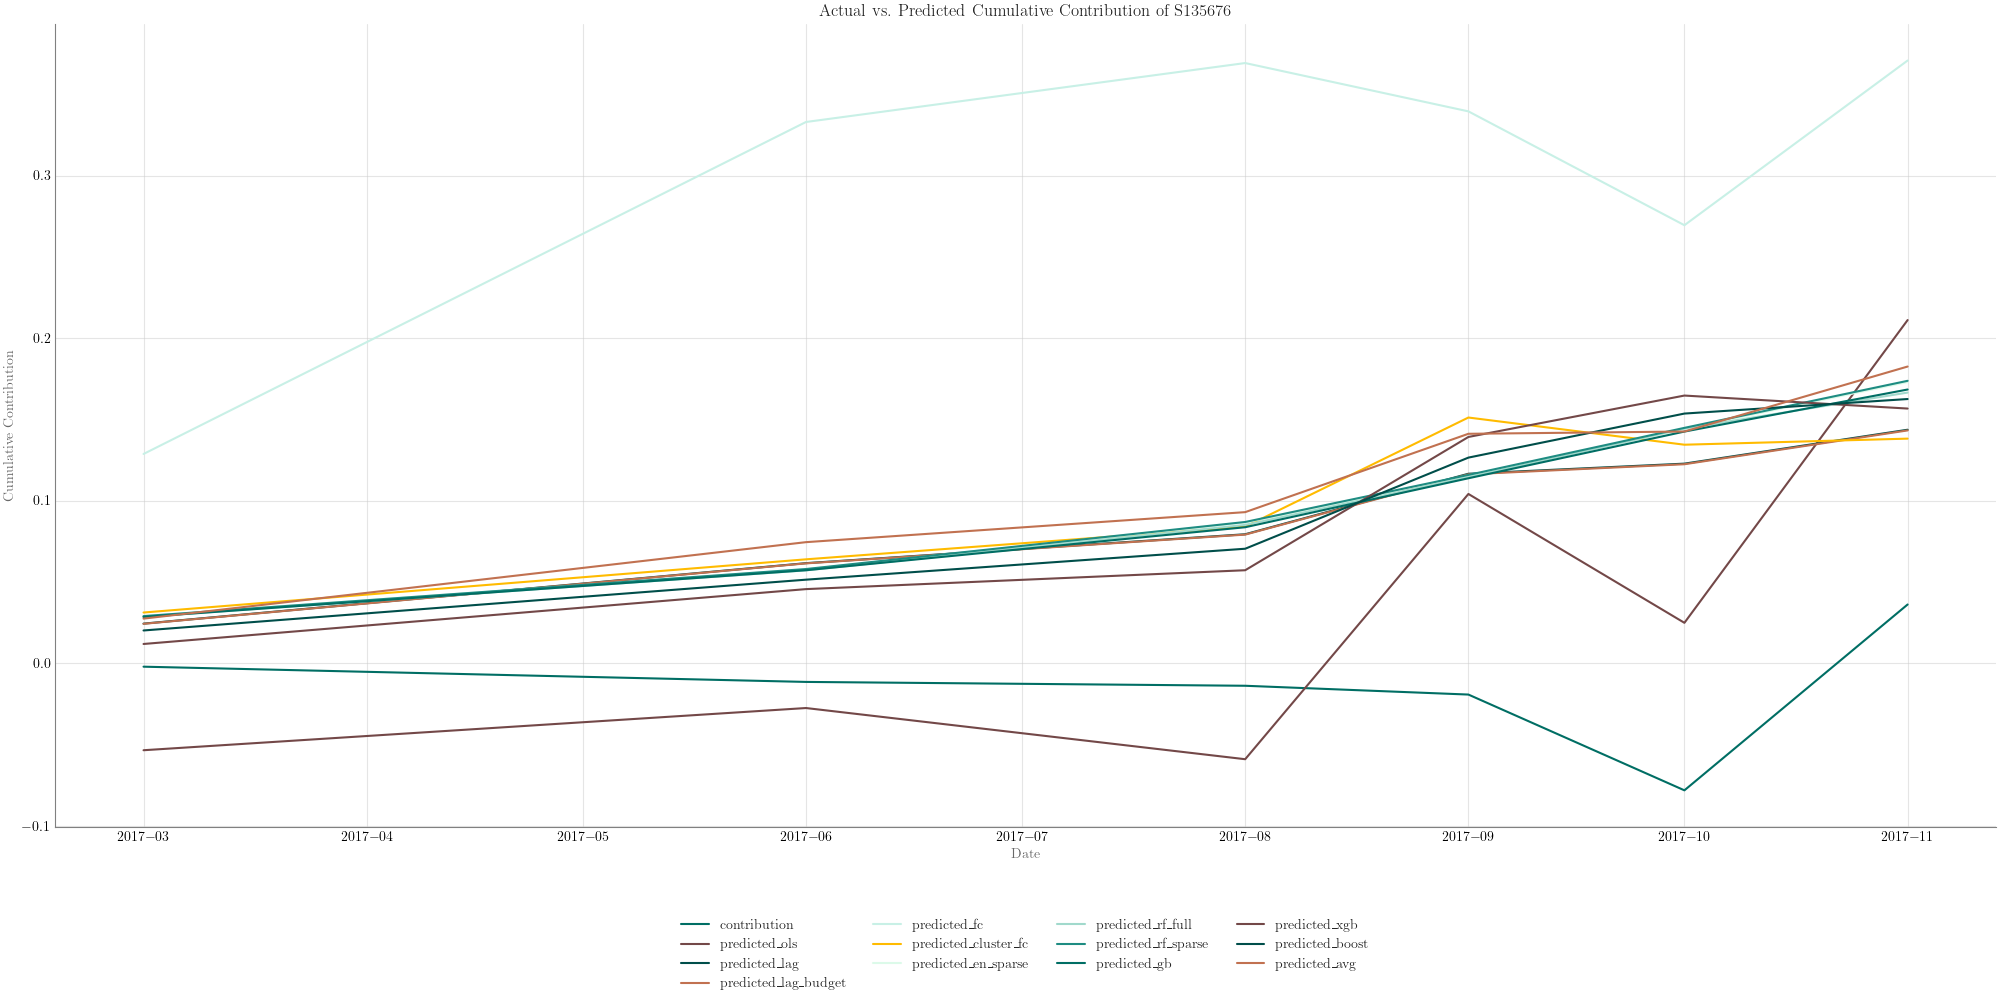 Actual vs. Predicted Cumulative Contribution of S135676
Cumulative Contribution
0.3
0.2
0.1
0.0
−0.1
2017−03 2017−04 2017−05 2017−06 2017−07 2017−08 2017−09 2017−10 2017−11
Date
contribution predicted_fc predicted_rf_full predicted_xgb
predicted_ols predicted_cluster_fc predicted_rf_sparse predicted_boost
predicted_lag predicted_en_sparse predicted_gb predicted_avg
predicted_lag_budget